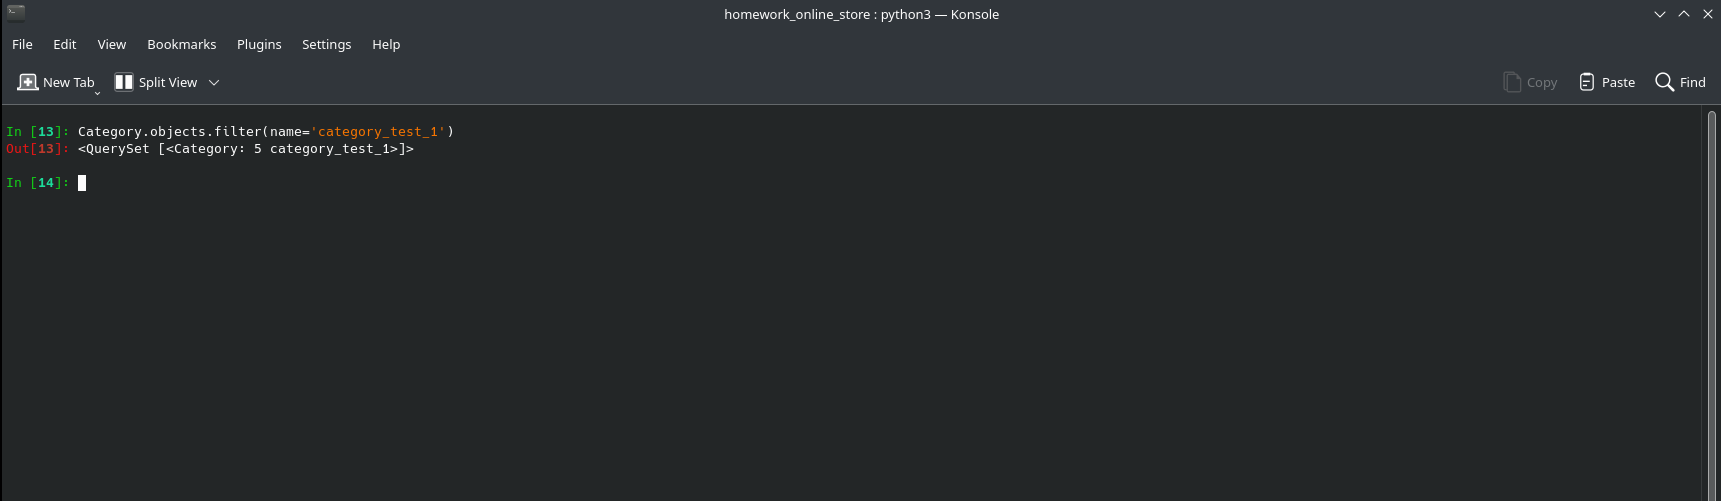 homework_online_store : python3 — Konsole
File Edit View Bookmarks Plugins Settings Help
New Tab Split View Copy Paste Find
In [13]: Category.objects.filter(name='category_test_1')
Out[13]: <QuerySet [<Category: 5 category_test_1>]>
In [14]: